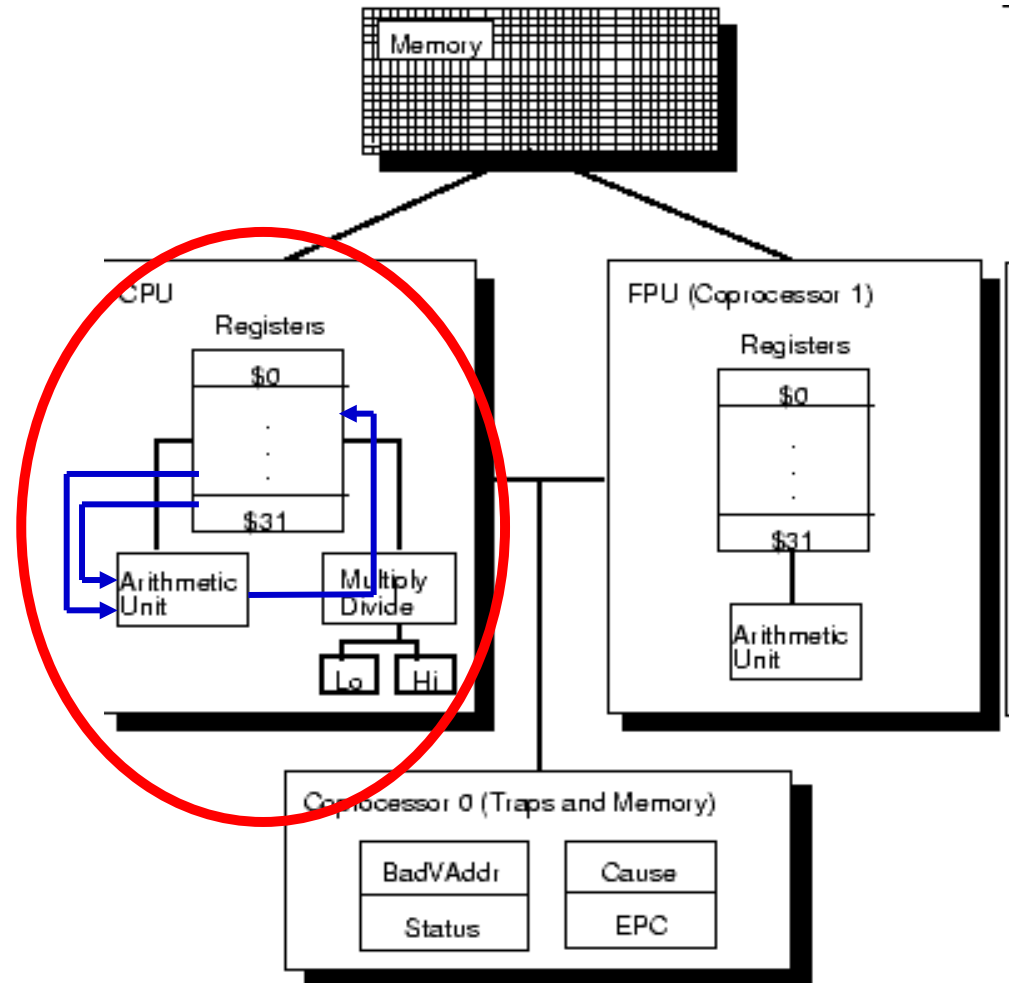 Memory
CPU
Registers
$0
.
.
.
$31
Arithmetic
Unit
Multiply
Divide
Lo
Hi
FPU (Coprocessor 1)
Registers
$0
.
.
.
$31
Arithmetic
Unit
Coprocessor 0 (Traps and Memory)
BadVAddr
Cause
Status
EPC